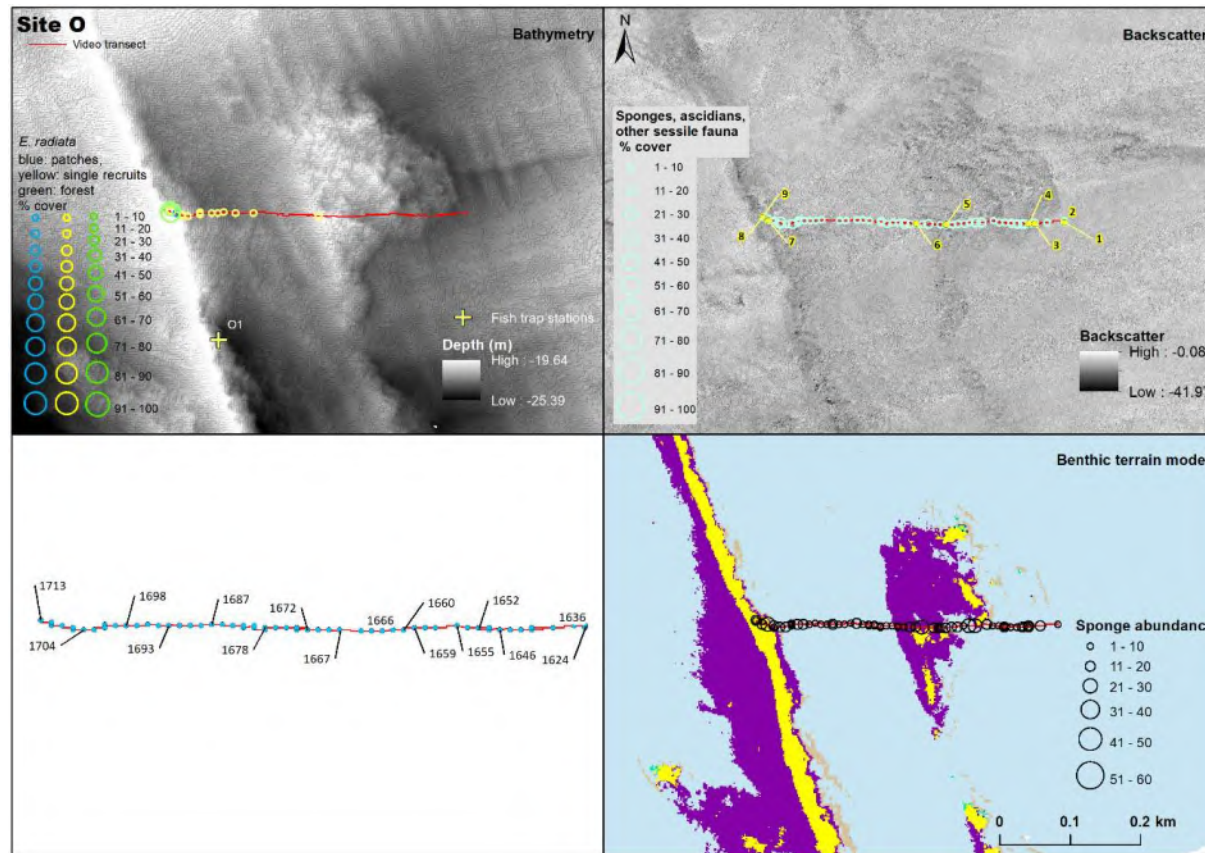 Site O
Video transect
Bathymetry
E. radiata
blue: patches,
yellow: single recruits
green: forest
% cover
1 - 10
11 - 20
21 - 30
31 - 40
41 - 50
51 - 60
61 - 70
71 - 80
81 - 90
91 - 100
O1
Fish trap stations
Depth (m)
High : -19.64
Low : -25.39
N
Backscatter
Sponges, ascidians,
other sessile fauna
% cover
1 - 10
11 - 20
21 - 30
31 - 40
41 - 50
51 - 60
61 - 70
71 - 80
81 - 90
91 - 100
9
8
7
6
5
4
3
2
1
Backscatter
High : -0.08
Low : -41.97
1713
1704
1698
1693
1687
1678
1672
1667
1666
1660
1659
1655
1652
1646
1636
1624
Benthic terrain model
Sponge abundanc
1 - 10
11 - 20
21 - 30
31 - 40
41 - 50
51 - 60
0 0.1 0.2 km